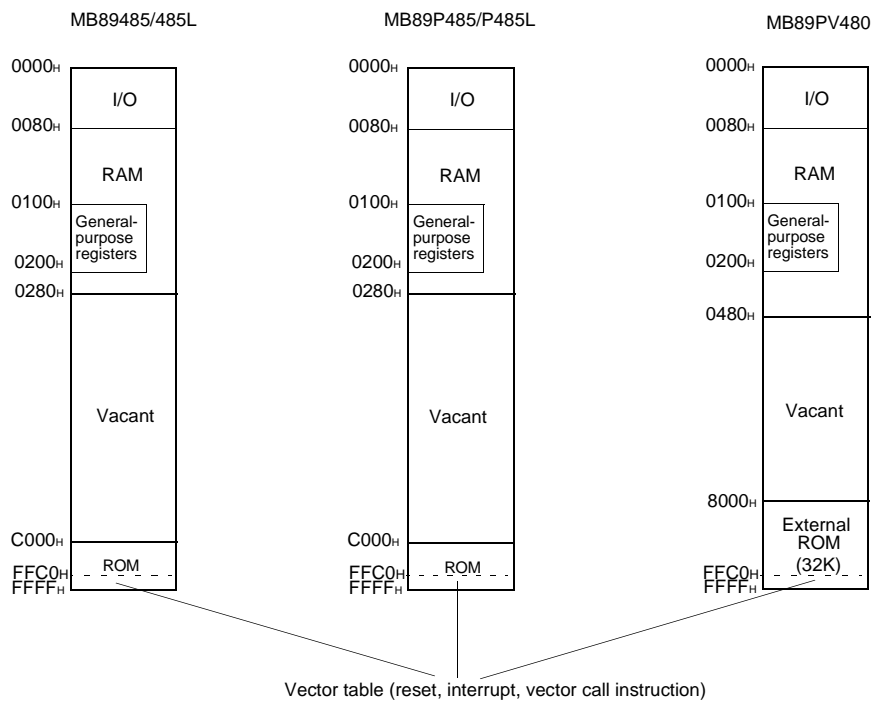 MB89485/485L
0000H
I/O
0080H
RAM
0100H
General-
purpose
registers
0200H
0280H
Vacant
C000H
ROM
FFC0H
FFFFH
MB89P485/P485L
0000H
I/O
0080H
RAM
0100H
General-
purpose
registers
0200H
0280H
Vacant
C000H
ROM
FFC0H
FFFFH
MB89PV480
0000H
I/O
0080H
RAM
0100H
General-
purpose
registers
0200H
0480H
Vacant
8000H
External
ROM
(32K)
FFC0H
FFFFH
Vector table (reset, interrupt, vector call instruction)